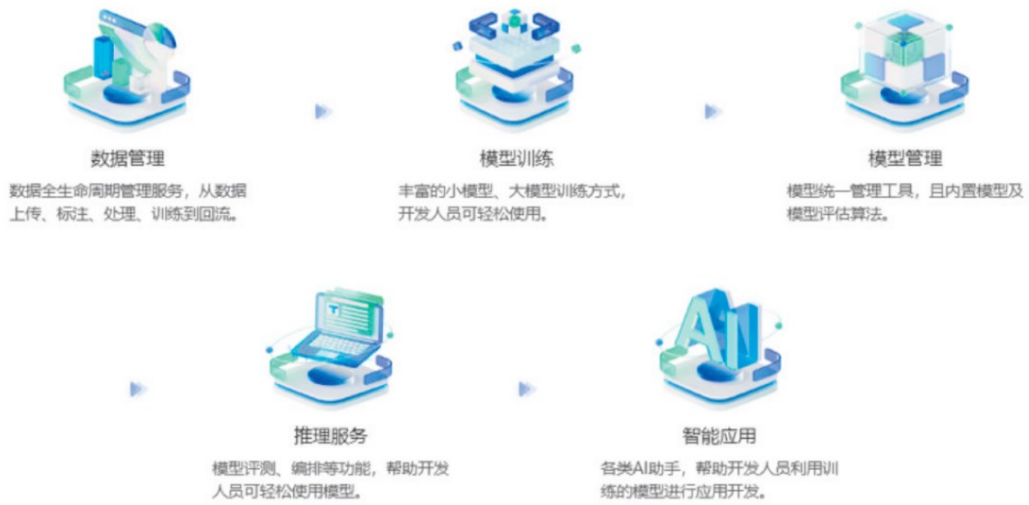 数据管理
数据全生命周期管理服务，从数据
上传、标注、处理、训练到回流。
模型训练
丰富的小模型、大模型训练方式，
开发人员可轻松使用。
模型管理
模型统一管理工具，且内置模型及
模型评估算法。
推理服务
模型评测、编排等功能，帮助开发
人员可轻松使用模型。
AI
智能应用
各类AI助手，帮助开发人员利用训
练的模型进行应用开发。